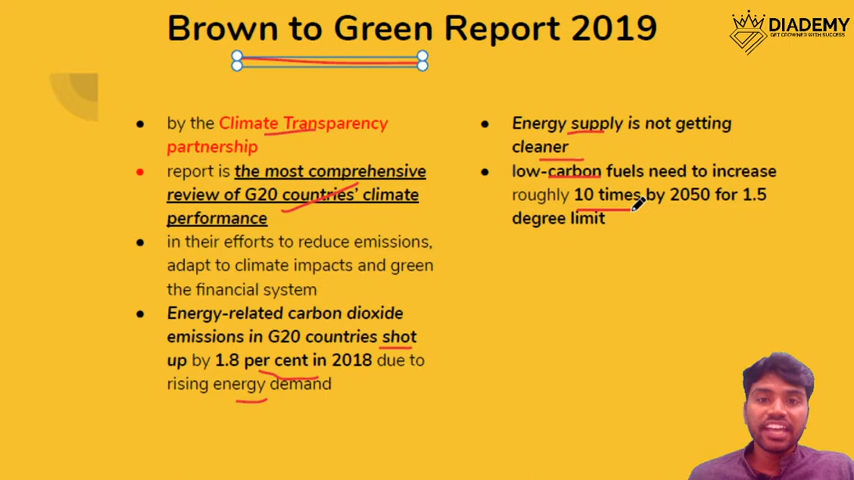 Brown to Green Report 2019
DIADEMY
GET CROWNED WITH SUCCESS
by the Climate Transparency
partnership
report is the most comprehensive
review of G20 countries' climate
performance
in their efforts to reduce emissions,
adapt to climate impacts and green
the financial system
Energy-related carbon dioxide
emissions in G20 countries shot
up by 1.8 per cent in 2018 due to
rising energy demand
Energy supply is not getting
cleaner
low-carbon fuels need to increase
roughly 10 times by 2050 for 1.5
degree limit